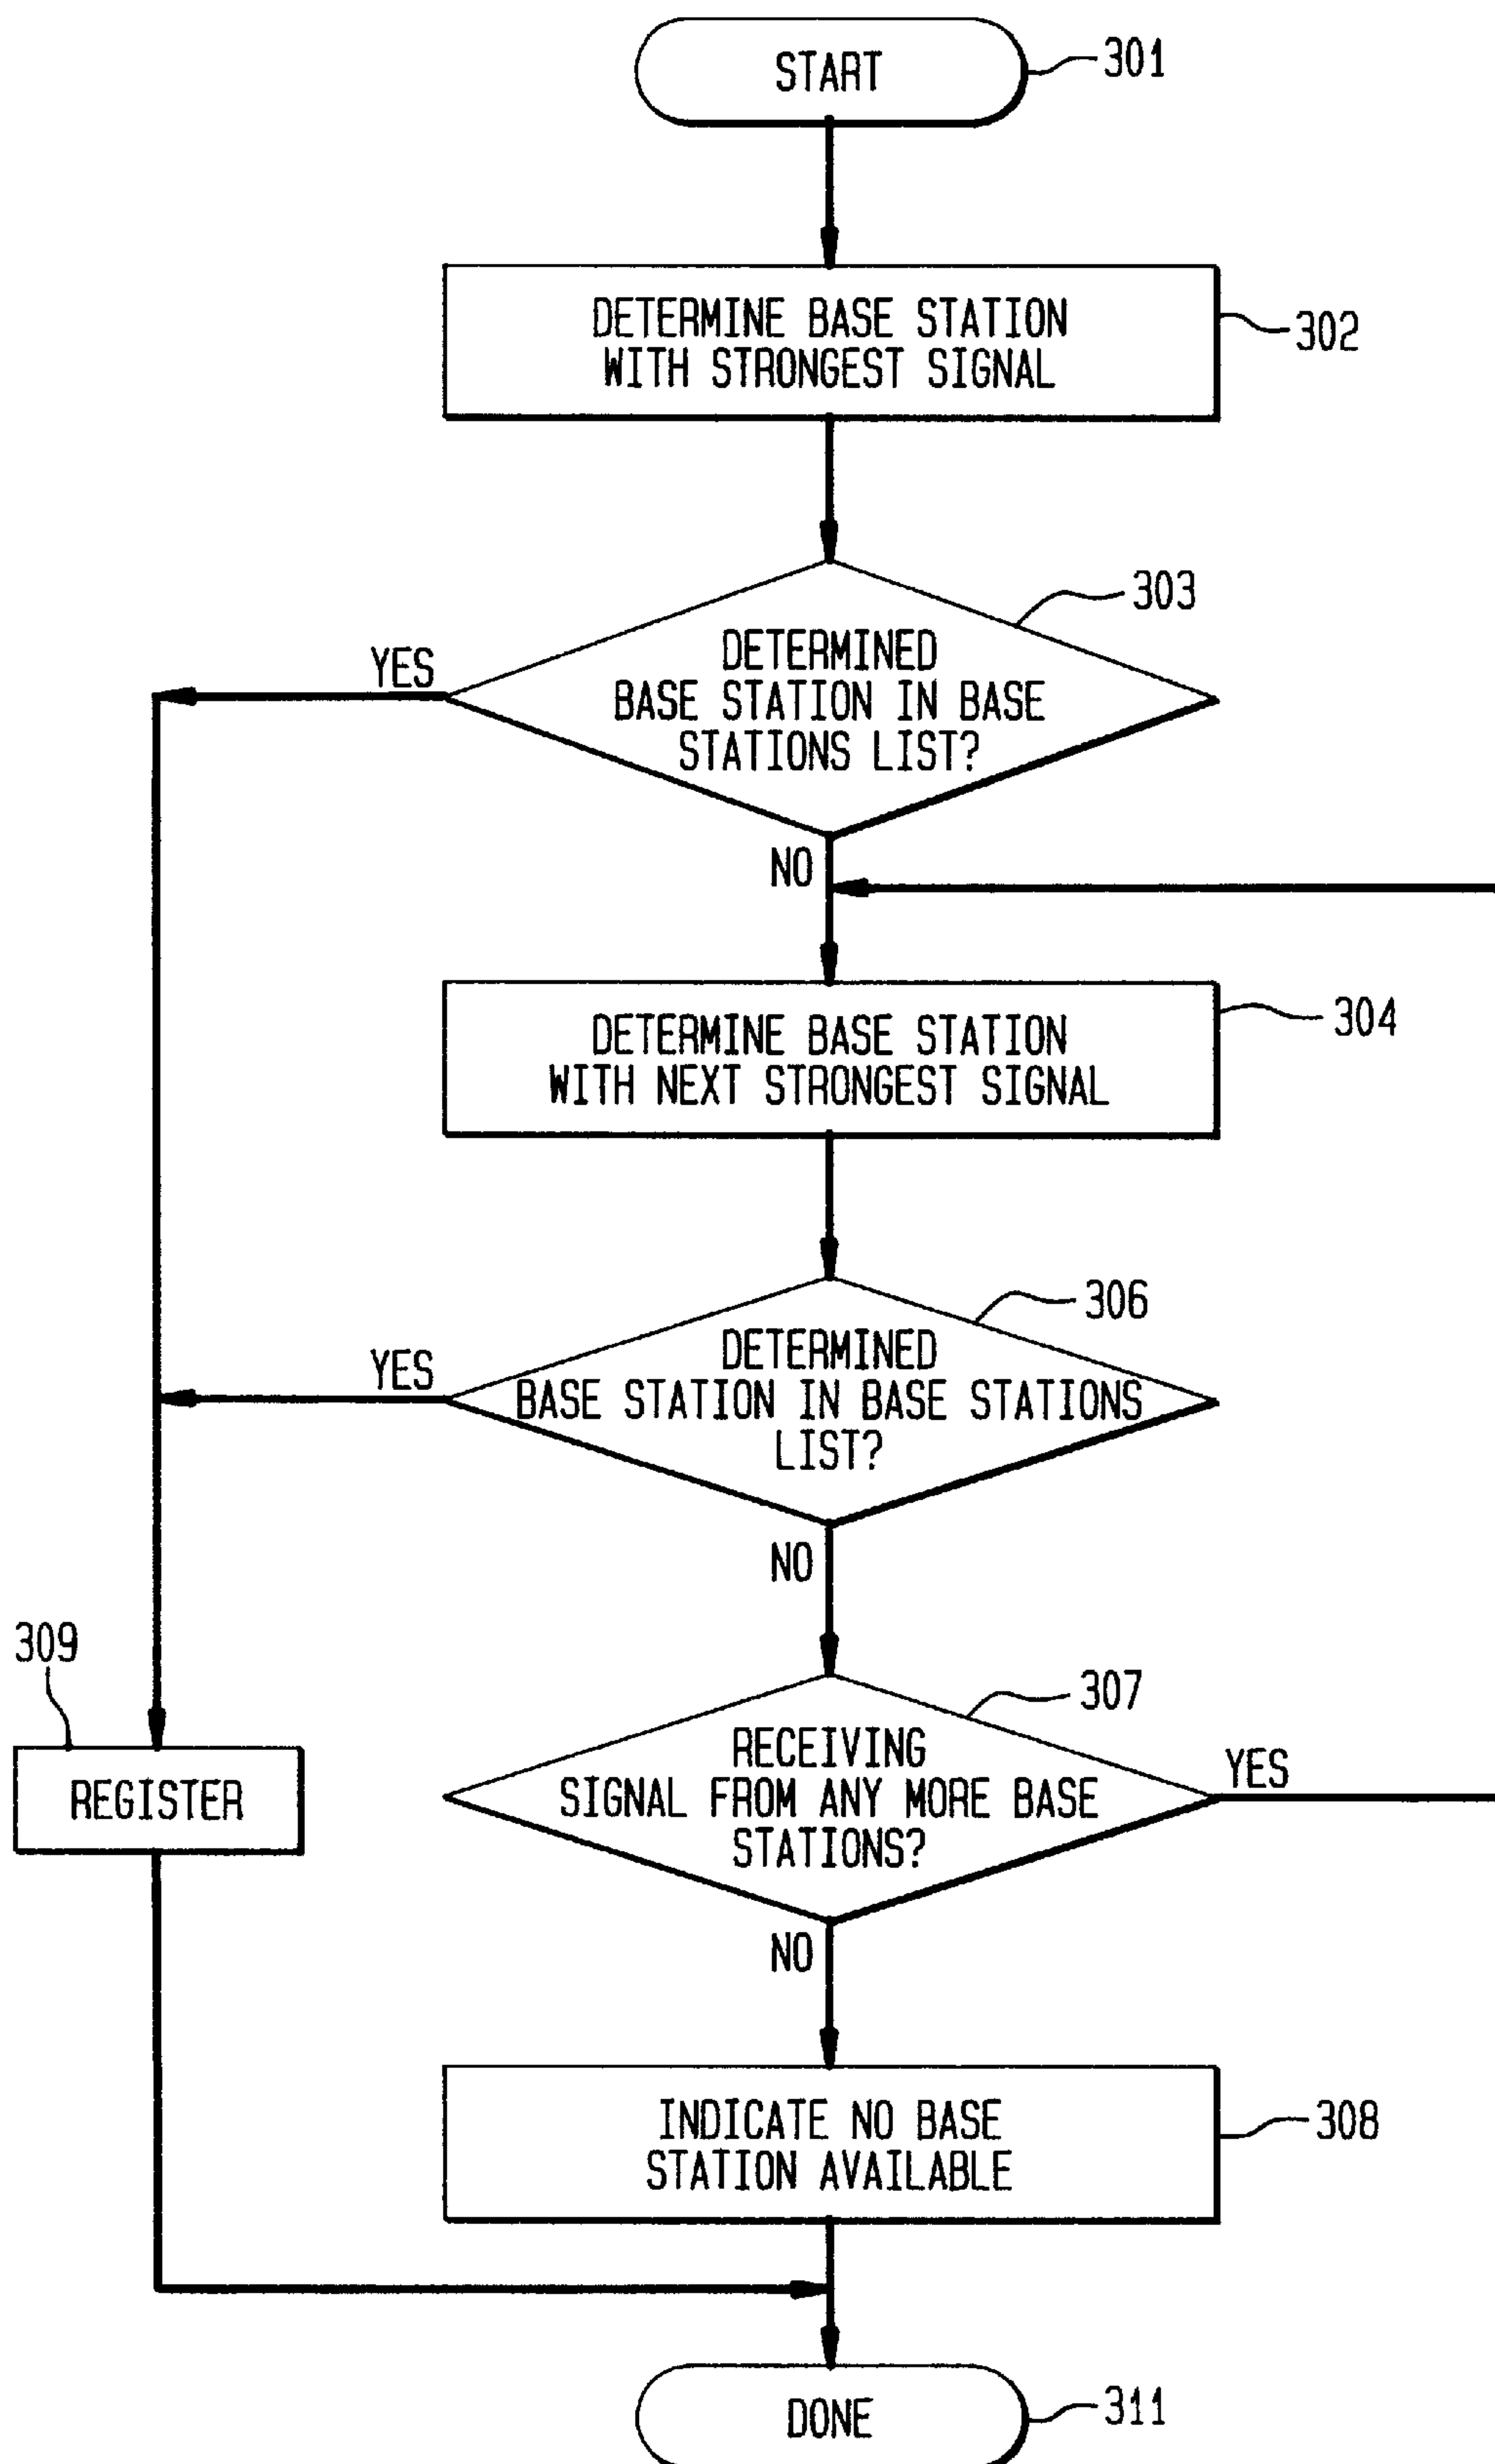 START
301
DETERMINE BASE STATION
WITH STRONGEST SIGNAL
302
303
DETERMINED
BASE STATION IN BASE
STATIONS LIST?
YES
NO
DETERMINE BASE STATION
WITH NEXT STRONGEST SIGNAL
304
306
DETERMINED
BASE STATION IN BASE STATIONS
LIST?
YES
NO
309
REGISTER
307
RECEIVING
SIGNAL FROM ANY MORE BASE
STATIONS?
YES
NO
INDICATE NO BASE
STATION AVAILABLE
308
DONE
311